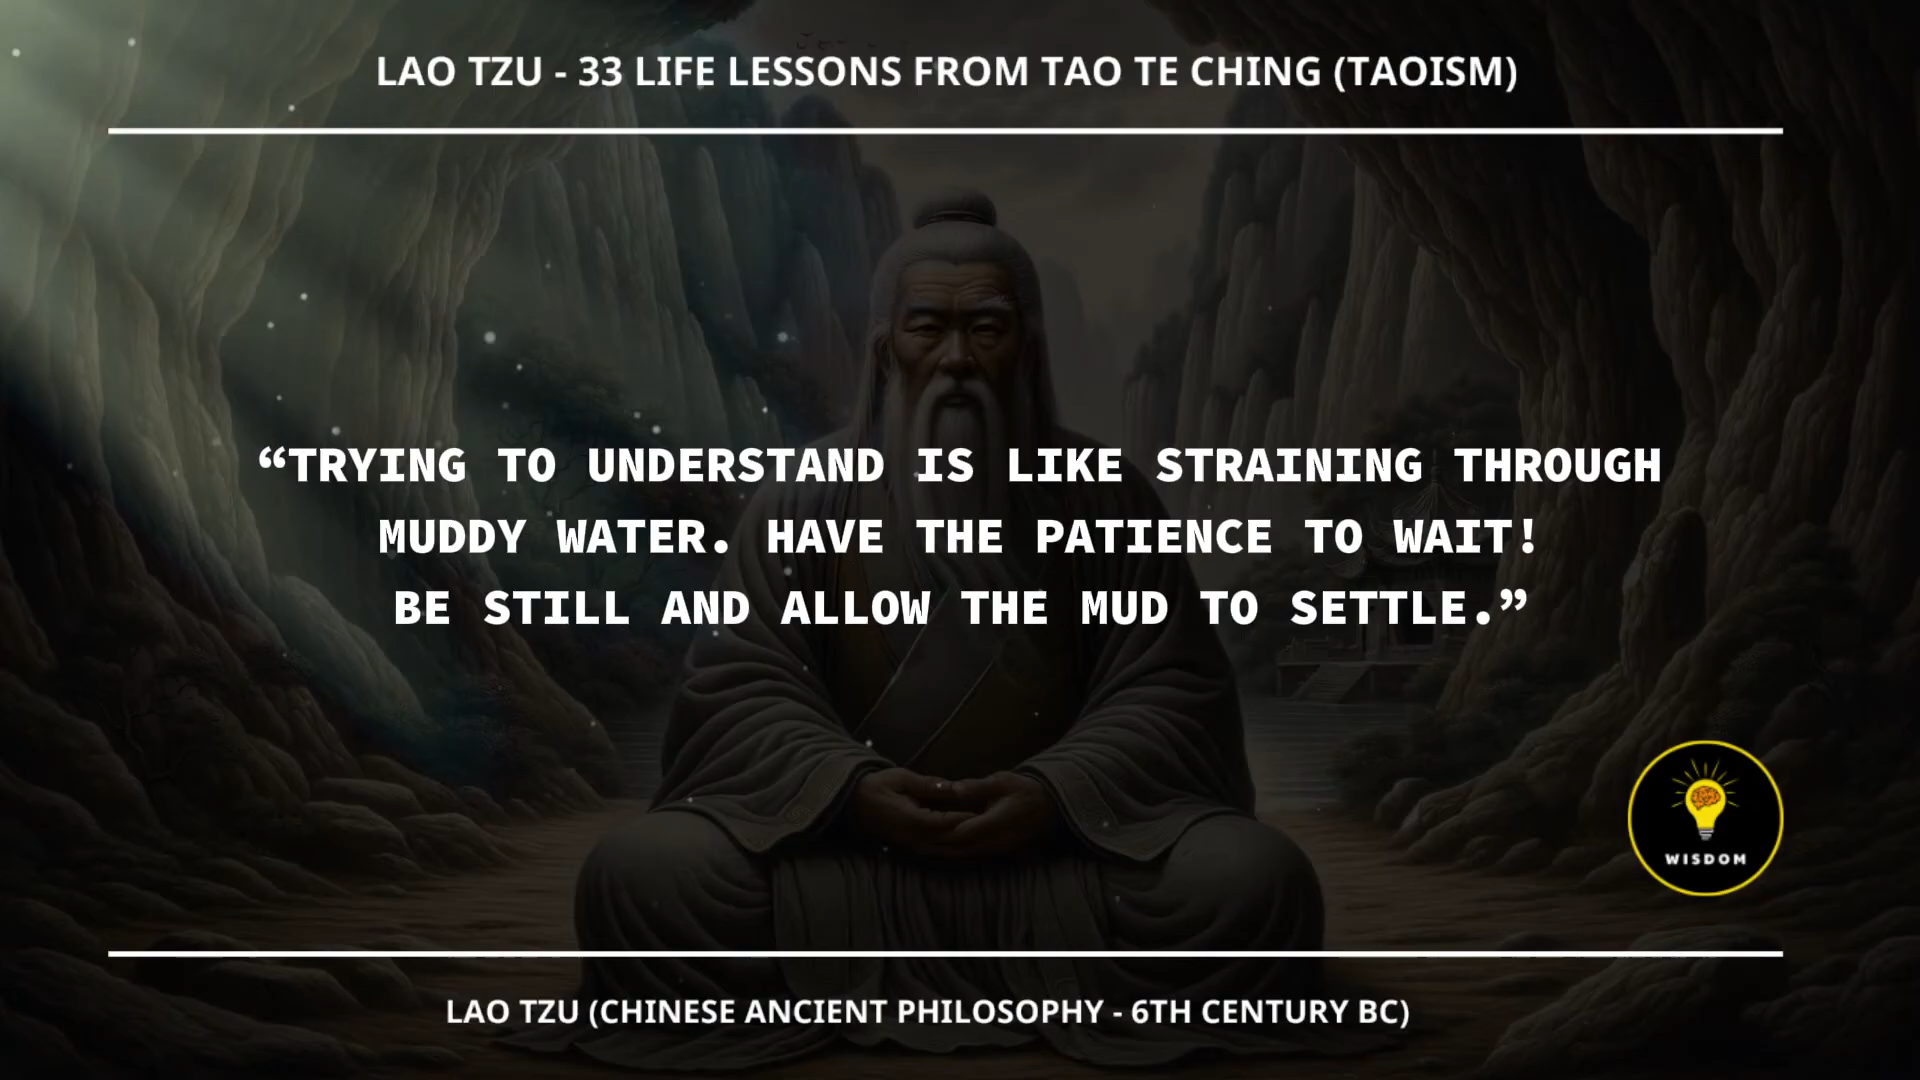 LAO TZU - 33 LIFE LESSONS FROM TAO TE CHING (TAOISM)
“TRYING TO UNDERSTAND IS LIKE STRAINING THROUGH
MUDDY WATER. HAVE THE PATIENCE TO WAIT!
BE STILL AND ALLOW THE MUD TO SETTLE.”
WISDOM
LAO TZU (CHINESE ANCIENT PHILOSOPHY - 6TH CENTURY BC)